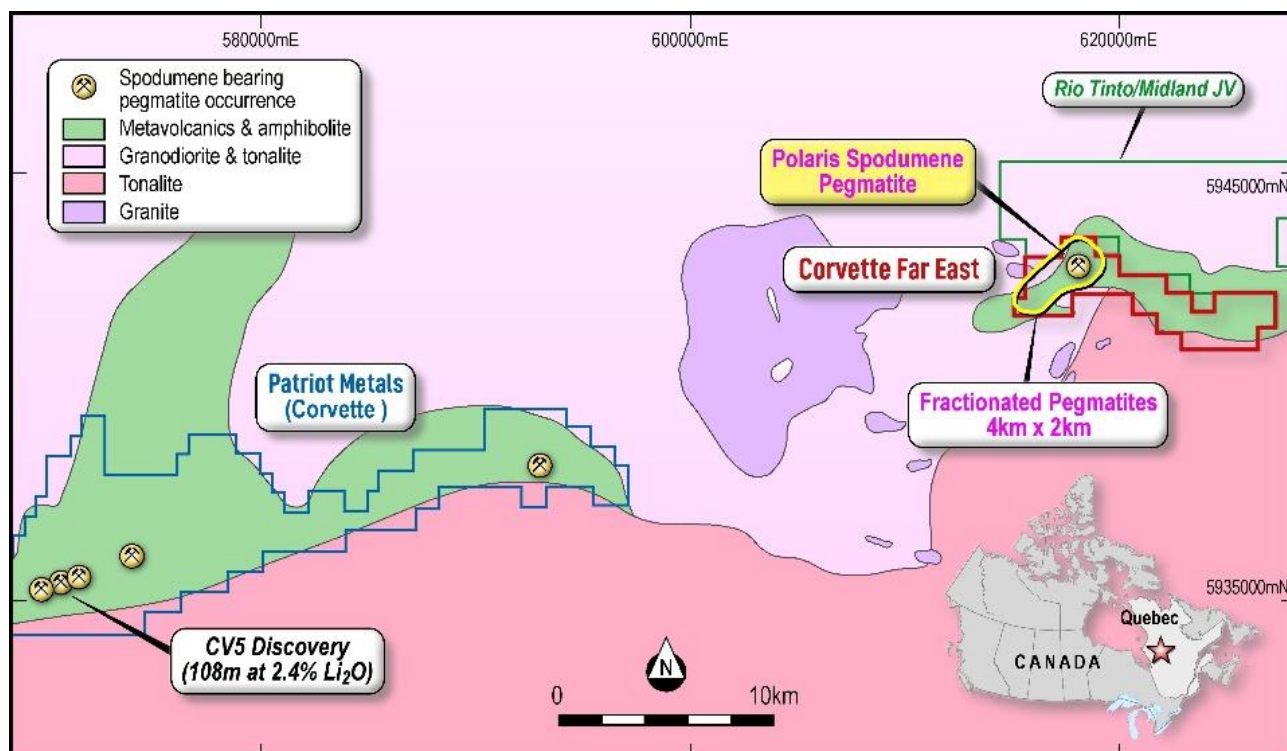 580000mE
600000mE
620000mE
Spodumene bearing
pegmatite occurrence
Metavolcanics & amphibolite
Granodiorite & tonalite
Tonalite
Granite
Rio Tinto/Midland JV
Polaris Spodumene
Pegmatite
5945000mN
Corvette Far East
Patriot Metals
(Corvette )
Fractionated Pegmatites
4km x 2km
CV5 Discovery
(108m at 2.4% Li₂O)
N
0
10km
5935000mN
Quebec
CANADA